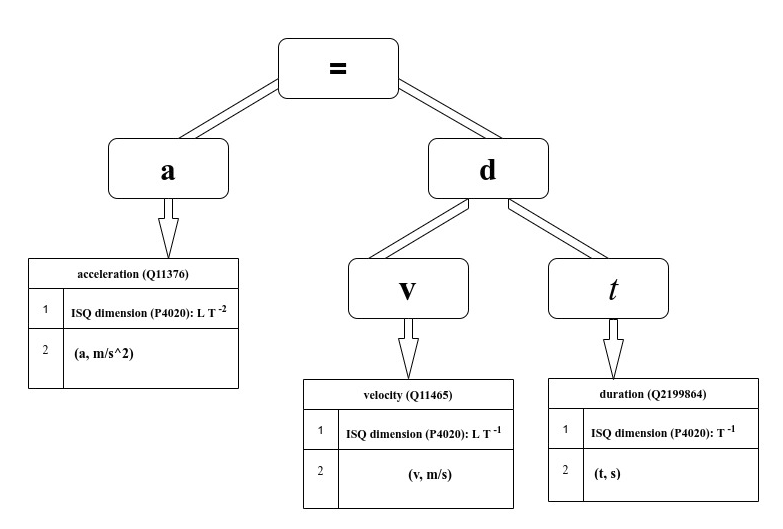 =
a
d
v
t
acceleration (Q11376)
1 ISQ dimension (P4020): L T -2
2 (a, m/s^2)
velocity (Q11465)
1 ISQ dimension (P4020): L T -1
2 (v, m/s)
duration (Q2199864)
1 ISQ dimension (P4020): T -1
2 (t, s)